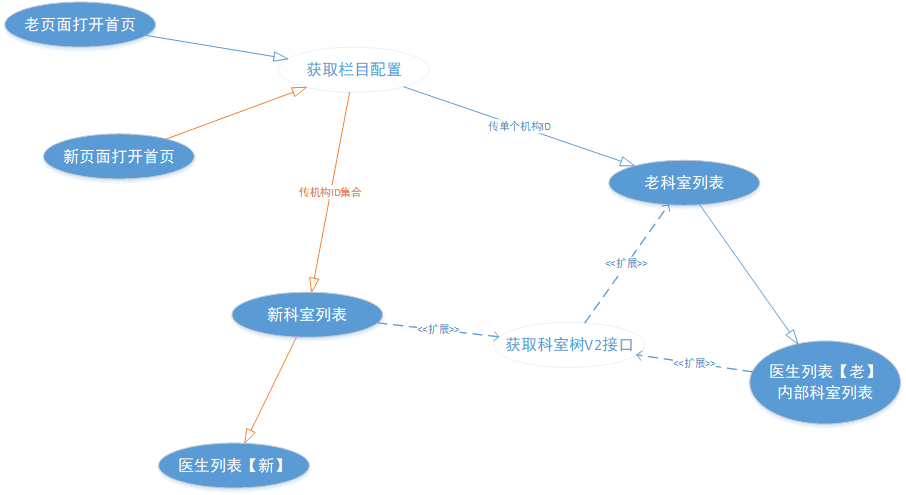 老页面打开首页
获取栏目配置
传单个机构ID
新页面打开首页
老科室列表
传机构ID集合
<<扩展>>
新科室列表
<<扩展>>
获取科室树V2接口
<<扩展>>
医生列表【老】
内部科室列表
医生列表【新】